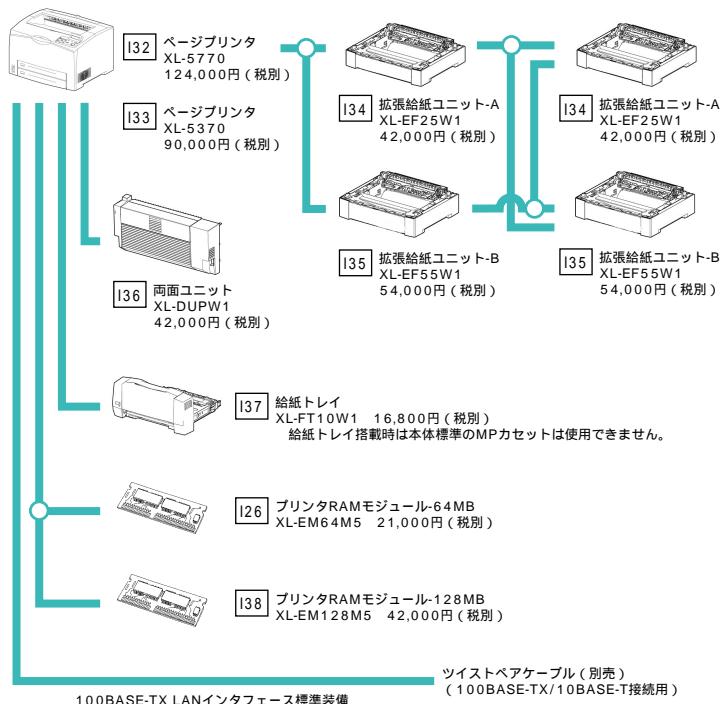 I32 ページプリンタ
XL-5770
124,000円（税別）
I33 ページプリンタ
XL-5370
90,000円（税別）
I34 拡張給紙ユニット-A
XL-EF25W1
42,000円（税別）
I34 拡張給紙ユニット-A
XL-EF25W1
42,000円（税別）
I35 拡張給紙ユニット-B
XL-EF55W1
54,000円（税別）
I35 拡張給紙ユニット-B
XL-EF55W1
54,000円（税別）
I36 両面ユニット
XL-DUPW1
42,000円（税別）
I37 給紙トレイ
XL-FT10W1 16,800円（税別）
給紙トレイ搭載時は本体標準のMPカセットは使用できません。
I26 プリンタRAMモジュール-64MB
XL-EM64M5 21,000円（税別）
I38 プリンタRAMモジュール-128MB
XL-EM128M5 42,000円（税別）
ツイストペアケーブル（別売）
（100BASE-TX/10BASE-T接続用）
100BASE-TX LANインタフェース標準装備